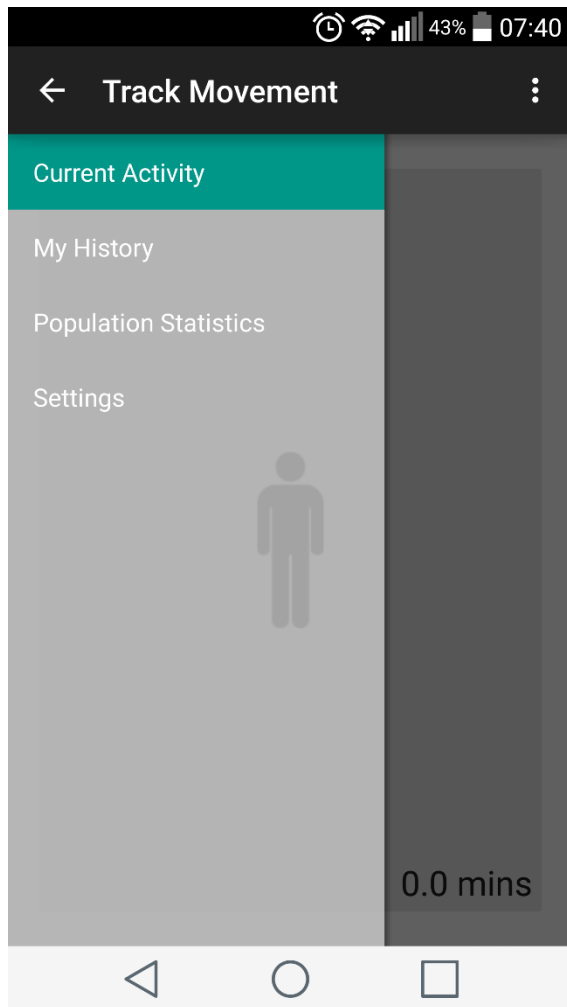 43% 07:40
Track Movement
Current Activity
My History
Population Statistics
Settings
0.0 mins